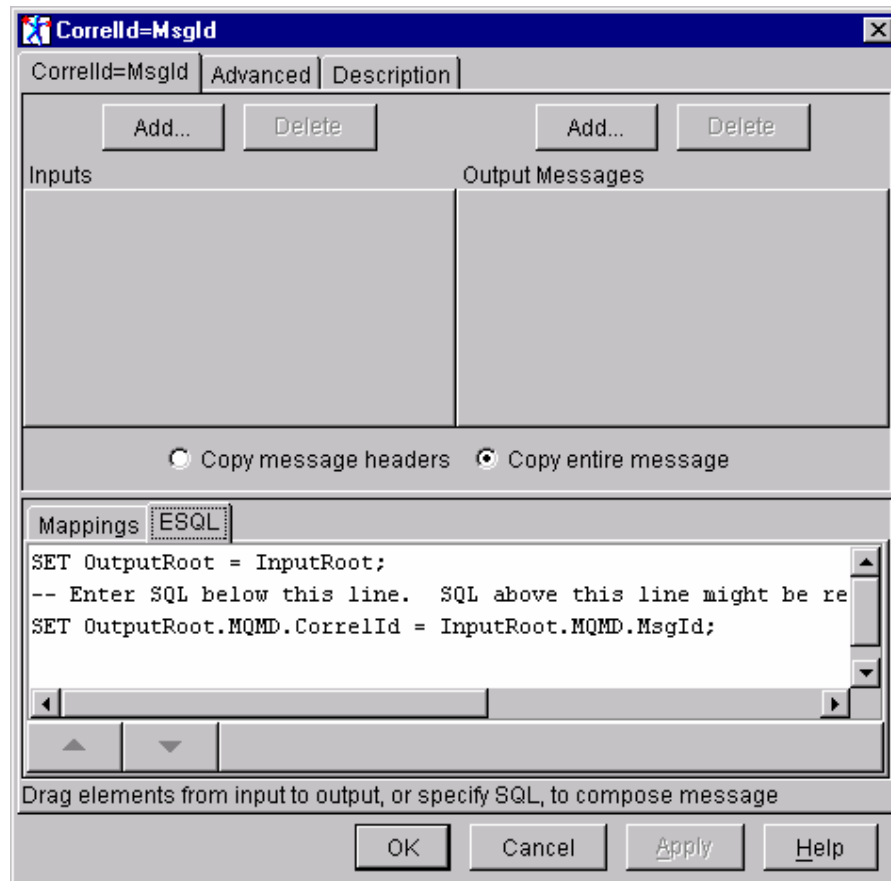 CorrelId=MsgId
CorrelId=MsgId Advanced Description
Add... Delete Add... Delete
Inputs Output Messages
Copy message headers Copy entire message
Mappings ESQL
SET OutputRoot = InputRoot;
-- Enter SQL below this line.  SQL above this line might be re
SET OutputRoot.MQMD.CorrelId = InputRoot.MQMD.MsgId;
Drag elements from input to output, or specify SQL, to compose message
OK Cancel Apply Help